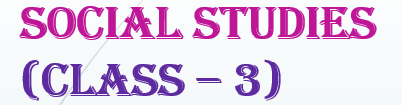 SOCIAL STUDIES
(CLASS – 3)